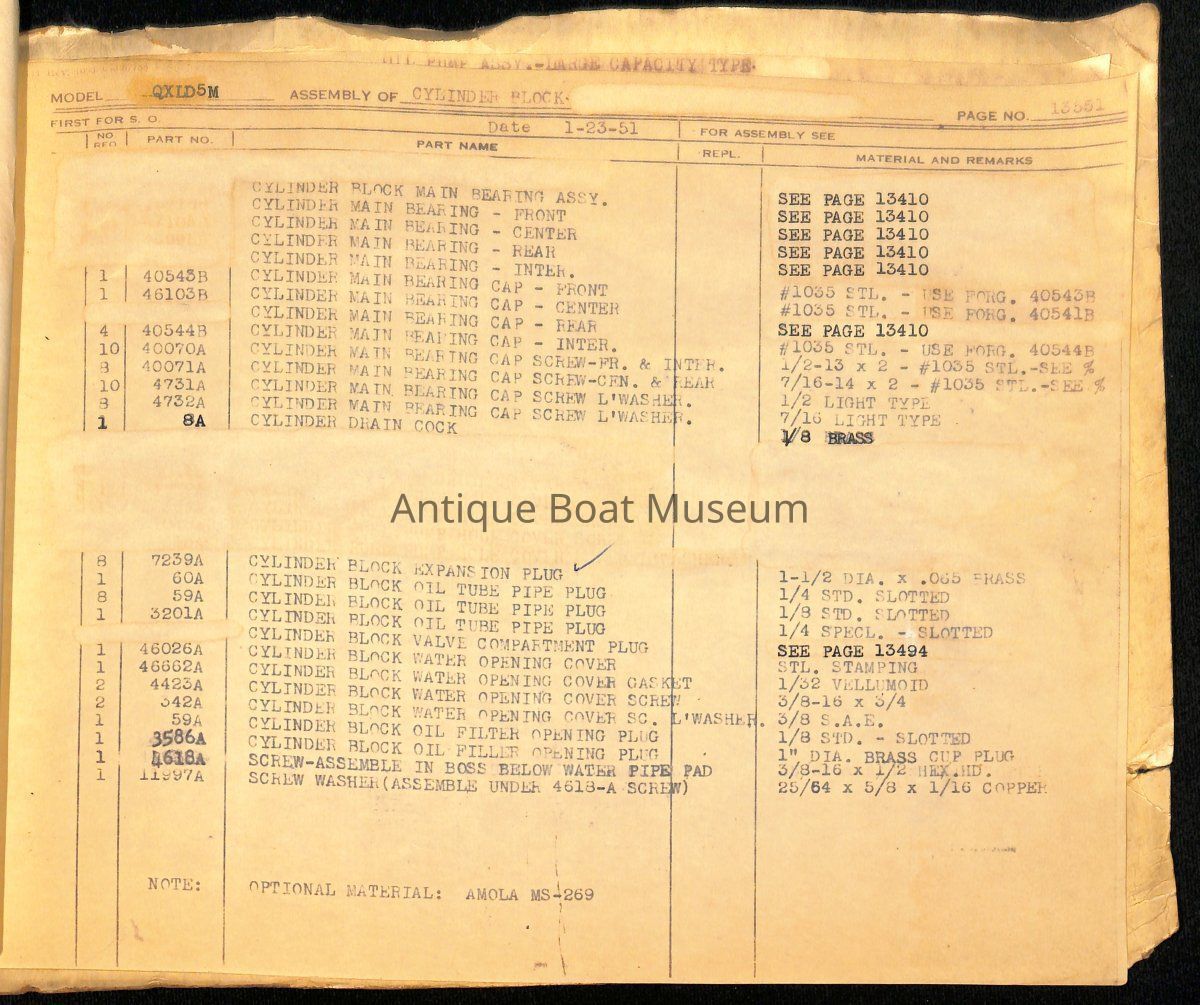 OIL PUMP ASSY.-LARGE CAPACITY TYPE
MODEL QXLD5M ASSEMBLY OF CYLINDER BLOCK PAGE NO. 13551
FIRST FOR S. O. Date 1-23-51 FOR ASSEMBLY SEE
NO. REQ. PART NO. PART NAME REPL. MATERIAL AND REMARKS
CYLINDER BLOCK MAIN BEARING ASSY. SEE PAGE 13410
CYLINDER MAIN BEARING - FRONT SEE PAGE 13410
CYLINDER MAIN BEARING - CENTER SEE PAGE 13410
CYLINDER MAIN BEARING - REAR SEE PAGE 13410
CYLINDER MAIN BEARING - INTER. SEE PAGE 13410
1 40543B CYLINDER MAIN BEARING CAP - FRONT #1035 STL. - USE FORG. 40543B
1 46103B CYLINDER MAIN BEARING CAP - CENTER #1035 STL. - USE FORG. 40541B
CYLINDER MAIN BEARING CAP - REAR SEE PAGE 13410
4 40544B CYLINDER MAIN BEARING CAP - INTER. #1035 STL. - USE FORG. 40544B
10 40070A CYLINDER MAIN BEARING CAP SCREW-FR. & INTER. 1/2-13 x 2 - #1035 STL.-SEE %
8 40071A CYLINDER MAIN BEARING CAP SCREW-CEN. & REAR 7/16-14 x 2 - #1035 STL.-SEE %
10 4731A CYLINDER MAIN BEARING CAP SCREW L'WASHER. 1/2 LIGHT TYPE
8 4732A CYLINDER MAIN BEARING CAP SCREW L'WASHER. 7/16 LIGHT TYPE
1 8A CYLINDER DRAIN COCK 1/8 BRASS
Antique Boat Museum
8 7239A CYLINDER BLOCK EXPANSION PLUG 1-1/2 DIA. x .065 BRASS
1 60A CYLINDER BLOCK OIL TUBE PIPE PLUG 1/4 STD. SLOTTED
8 59A CYLINDER BLOCK OIL TUBE PIPE PLUG 1/8 STD. SLOTTED
1 3201A CYLINDER BLOCK OIL TUBE PIPE PLUG 1/4 SPECL. - SLOTTED
CYLINDER BLOCK VALVE COMPARTMENT PLUG SEE PAGE 13494
1 46026A CYLINDER BLOCK WATER OPENING COVER STL. STAMPING
1 46662A CYLINDER BLOCK WATER OPENING COVER GASKET 1/32 VELLUMOID
2 4423A CYLINDER BLOCK WATER OPENING COVER SCREW 3/8-16 x 3/4
2 342A CYLINDER BLOCK WATER OPENING COVER SC. L'WASHER. 3/8 S.A.E.
1 59A CYLINDER BLOCK OIL FILTER OPENING PLUG 1/8 STD. - SLOTTED
1 3586A CYLINDER BLOCK OIL FILLER OPENING PLUG 1" DIA. BRASS CUP PLUG
1 4618A SCREW-ASSEMBLE IN BOSS BELOW WATER PIPE PAD 3/8-16 x 1/2 HEX.HD.
1 11997A SCREW WASHER(ASSEMBLE UNDER 4618-A SCREW) 25/64 x 5/8 x 1/16 COPPER
NOTE: OPTIONAL MATERIAL: AMOLA MS-269